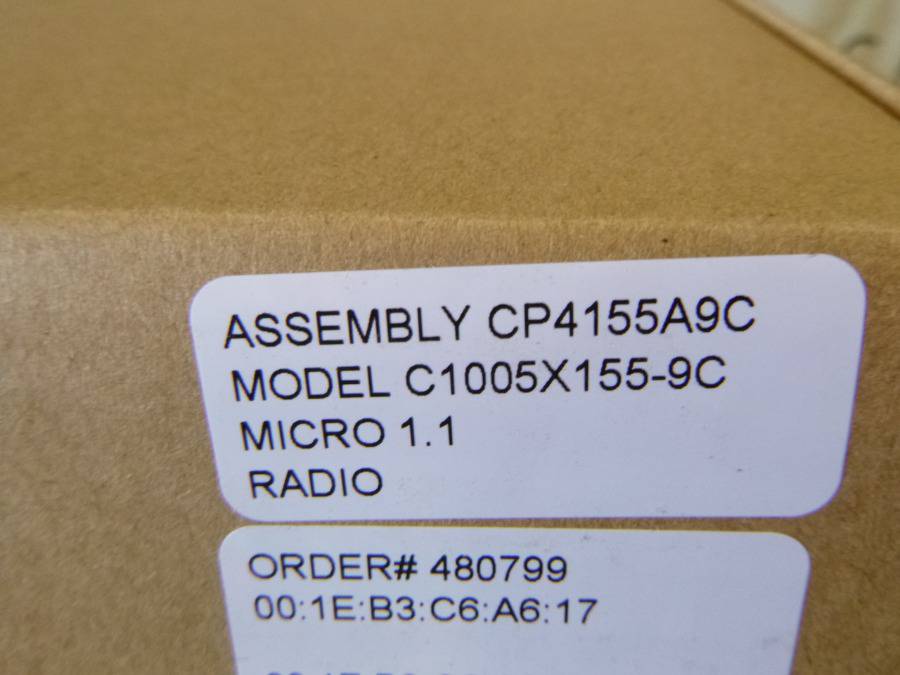 ASSEMBLY CP4155A9C
MODEL C1005X155-9C
MICRO 1.1
RADIO
ORDER# 480799
00:1E:B3:C6:A6:17